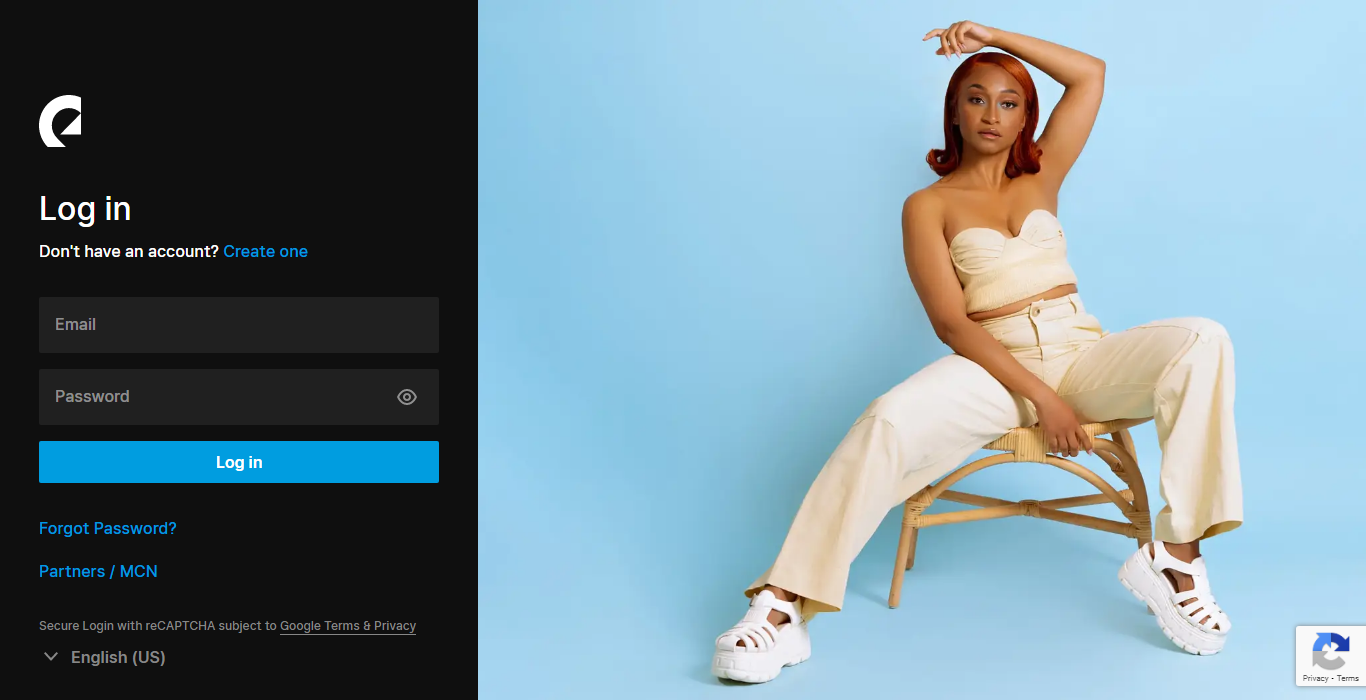 Log in
Don't have an account? Create one
Email
Password
Log in
Forgot Password?
Partners / MCN
Secure Login with reCAPTCHA subject to Google Terms & Privacy
English (US)
Privacy - Terms